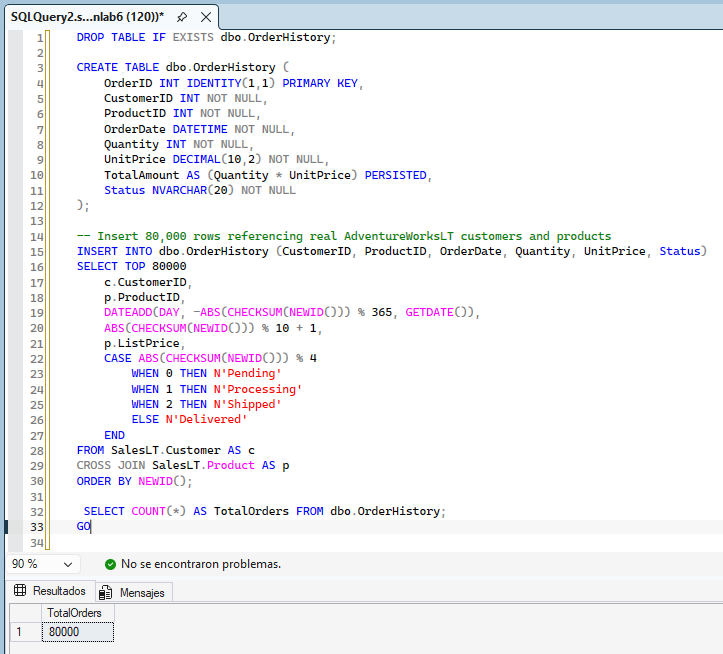 SQLQuery2.s...nlab6 (120))*
1 DROP TABLE IF EXISTS dbo.OrderHistory;
2
3 CREATE TABLE dbo.OrderHistory (
4 OrderID INT IDENTITY(1,1) PRIMARY KEY,
5 CustomerID INT NOT NULL,
6 ProductID INT NOT NULL,
7 OrderDate DATETIME NOT NULL,
8 Quantity INT NOT NULL,
9 UnitPrice DECIMAL(10,2) NOT NULL,
10 TotalAmount AS (Quantity * UnitPrice) PERSISTED,
11 Status NVARCHAR(20) NOT NULL
12 );
13
14 -- Insert 80,000 rows referencing real AdventureWorksLT customers and products
15 INSERT INTO dbo.OrderHistory (CustomerID, ProductID, OrderDate, Quantity, UnitPrice, Status)
16 SELECT TOP 80000
17 c.CustomerID,
18 p.ProductID,
19 DATEADD(DAY, -ABS(CHECKSUM(NEWID())) % 365, GETDATE()),
20 ABS(CHECKSUM(NEWID())) % 10 + 1,
21 p.ListPrice,
22 CASE ABS(CHECKSUM(NEWID())) % 4
23 WHEN 0 THEN N'Pending'
24 WHEN 1 THEN N'Processing'
25 WHEN 2 THEN N'Shipped'
26 ELSE N'Delivered'
27 END
28 FROM SalesLT.Customer AS c
29 CROSS JOIN SalesLT.Product AS p
30 ORDER BY NEWID();
31
32 SELECT COUNT(*) AS TotalOrders FROM dbo.OrderHistory;
33 GO
34
90 % No se encontraron problemas.
Resultados Mensajes
TotalOrders
1 80000